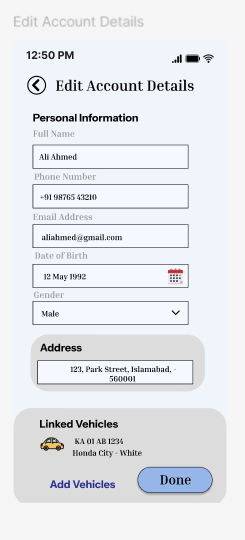 Edit Account Details
12:50 PM
Edit Account Details
Personal Information
Full Name
Ali Ahmed
Phone Number
+91 98765 43210
Email Address
aliahmed@gmail.com
Date of Birth
12 May 1992
Gender
Male
Address
123, Park Street, Islamabad, -
560001
Linked Vehicles
KA 01 AB 1234
Honda City - White
Add Vehicles
Done